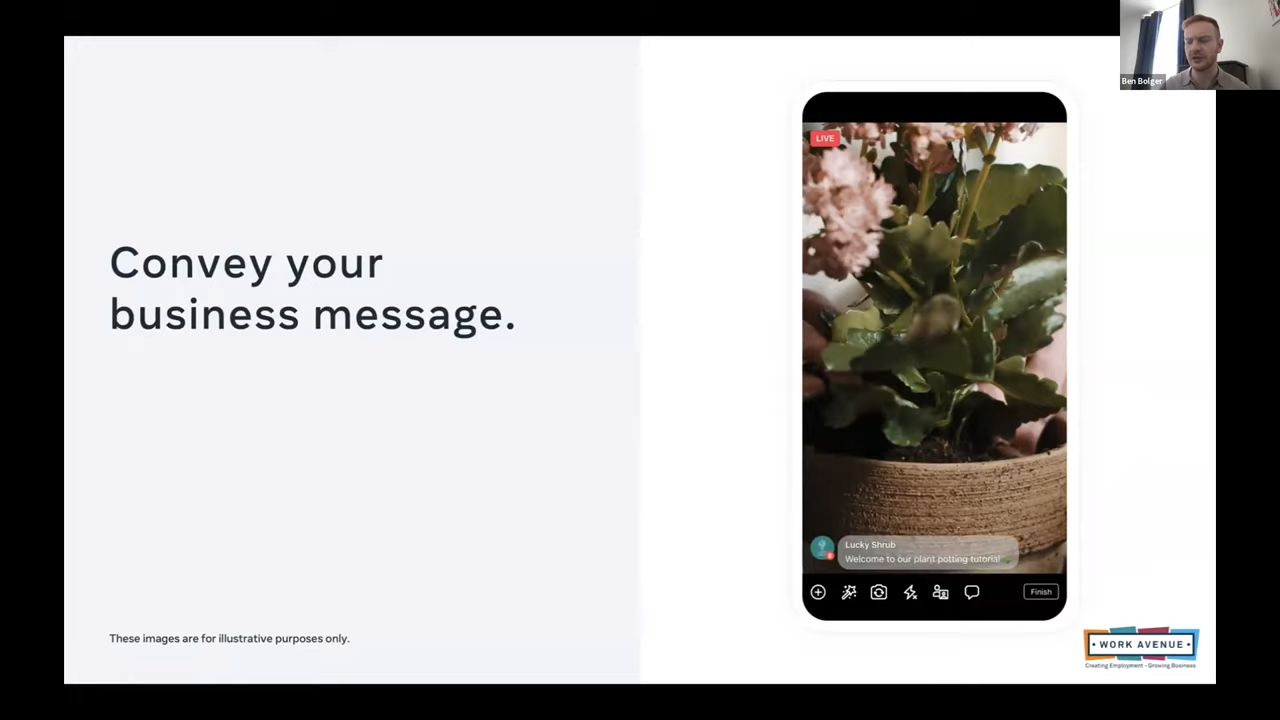 Ben Bolger
LIVE
Convey your
business message.
Lucky Shrub
Welcome to our plant potting tutorial
Finish
These images are for illustrative purposes only.
• WORK AVENUE •
Creating Employment - Growing Business